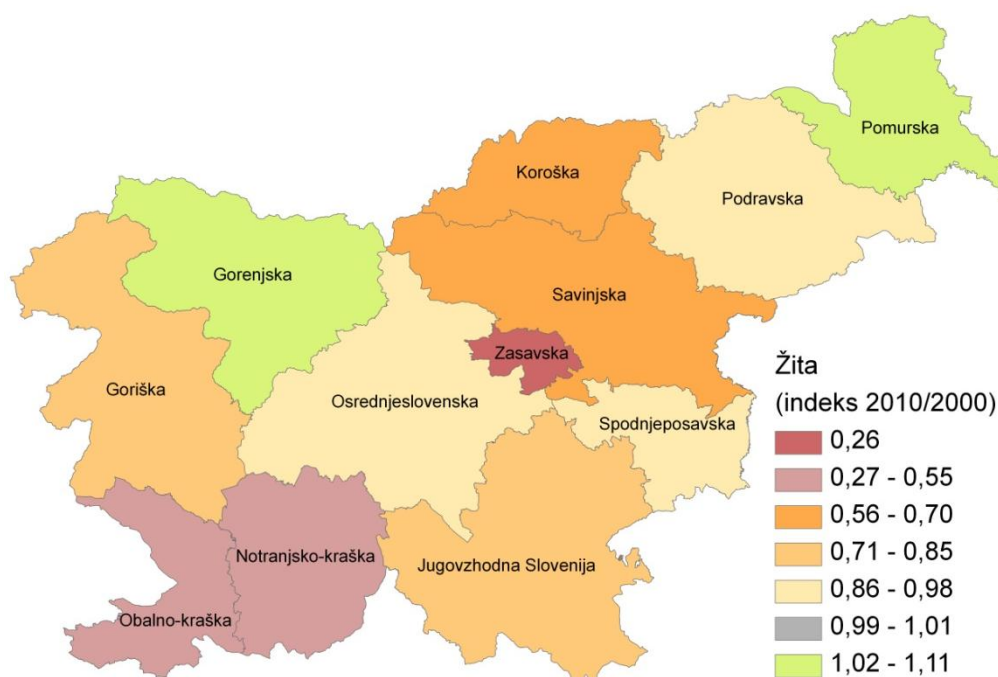 Pomurska
Koroška
Podravska
Gorenjska
Savinjska
Zasavska
Goriška
Osrednjeslovenska
Spodnjeposavska
Notranjsko-kraška
Jugovzhodna Slovenija
Obalno-kraška
Žita
(indeks 2010/2000)
0,26
0,27 - 0,55
0,56 - 0,70
0,71 - 0,85
0,86 - 0,98
0,99 - 1,01
1,02 - 1,11